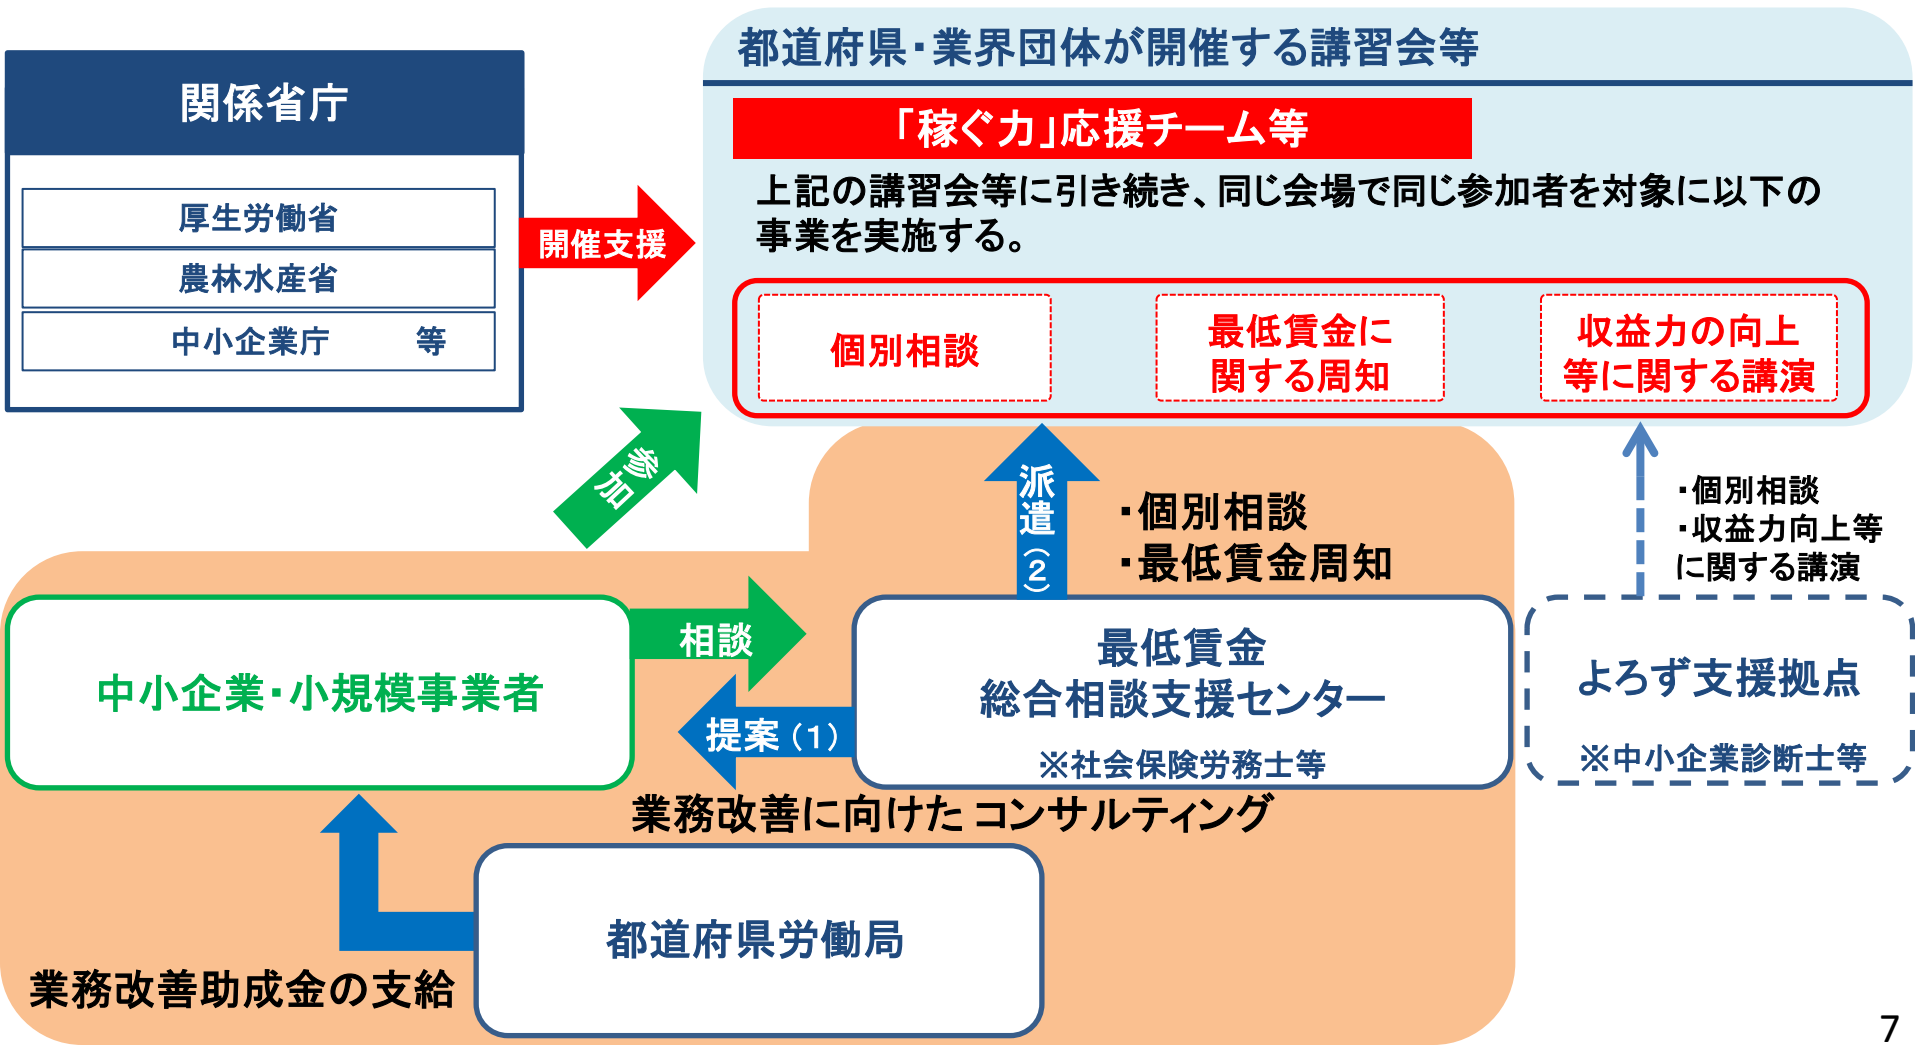 都道府県・業界団体が開催する講習会等
関係省庁
「稼ぐ力」応援チーム等
上記の講習会等に引き続き、同じ会場で同じ参加者を対象に以下の
事業を実施する。
厚生労働省
農林水産省
中小企業庁　　等
開催支援
個別相談
最低賃金に
関する周知
収益力の向上
等に関する講演
参加
派遣(2)
・個別相談
・最低賃金周知
・個別相談
・収益力向上等
に関する講演
中小企業・小規模事業者
相談
提案(1)
最低賃金
総合相談支援センター
※社会保険労務士等
よろず支援拠点
※中小企業診断士等
業務改善に向けた コンサルティング
都道府県労働局
業務改善助成金の支給
7